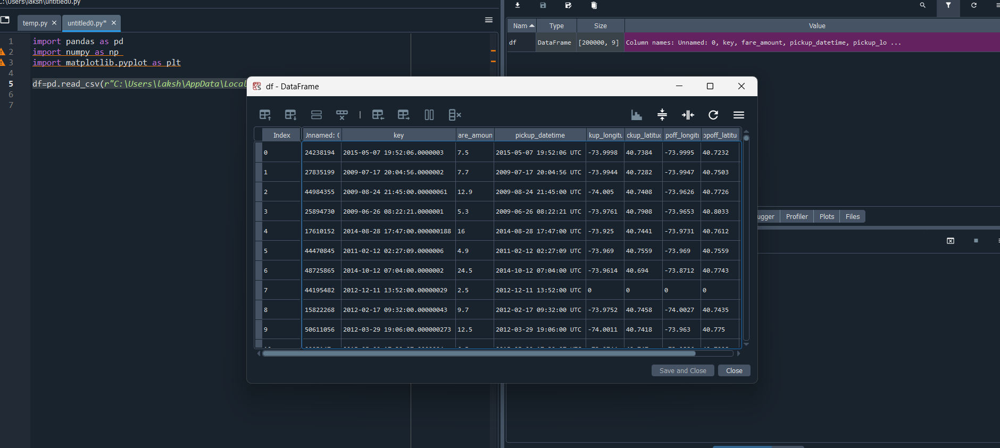 C:\Users\laksh\untitled0.py
temp.py
untitled0.py*
1 import pandas as pd
2 import numpy as np
3 import matplotlib.pyplot as plt
4
5 df=pd.read_csv(r"C:\Users\laksh\AppData\Local
6
7
Nam Type Size Value
df DataFrame [200000, 9] Column names: Unnamed: 0, key, fare_amount, pickup_datetime, pickup_lo ...
df - DataFrame
Index Jnnamed: 0 key are_amoun pickup_datetime kup_longitu ckup_latitud poff_longitu opoff_latitu
0 24238194 2015-05-07 19:52:06.0000003 7.5 2015-05-07 19:52:06 UTC -73.9998 40.7384 -73.9995 40.7232
1 27835199 2009-07-17 20:04:56.0000002 7.7 2009-07-17 20:04:56 UTC -73.9944 40.7282 -73.9947 40.7503
2 44984355 2009-08-24 21:45:00.00000061 12.9 2009-08-24 21:45:00 UTC -74.005 40.7408 -73.9626 40.7726
3 25894730 2009-06-26 08:22:21.0000001 5.3 2009-06-26 08:22:21 UTC -73.9761 40.7908 -73.9653 40.8033
4 17610152 2014-08-28 17:47:00.000000188 16 2014-08-28 17:47:00 UTC -73.925 40.7441 -73.9731 40.7612
5 44470845 2011-02-12 02:27:09.0000006 4.9 2011-02-12 02:27:09 UTC -73.969 40.7559 -73.969 40.7559
6 48725865 2014-10-12 07:04:00.0000002 24.5 2014-10-12 07:04:00 UTC -73.9614 40.694 -73.8712 40.7743
7 44195482 2012-12-11 13:52:00.00000029 2.5 2012-12-11 13:52:00 UTC 0 0 0 0
8 15822268 2012-02-17 09:32:00.00000043 9.7 2012-02-17 09:32:00 UTC -73.9752 40.7458 -74.0027 40.7435
9 50611056 2012-03-29 19:06:00.000000273 12.5 2012-03-29 19:06:00 UTC -74.0011 40.7418 -73.963 40.775
Save and Close Close
ugger Profiler Plots Files